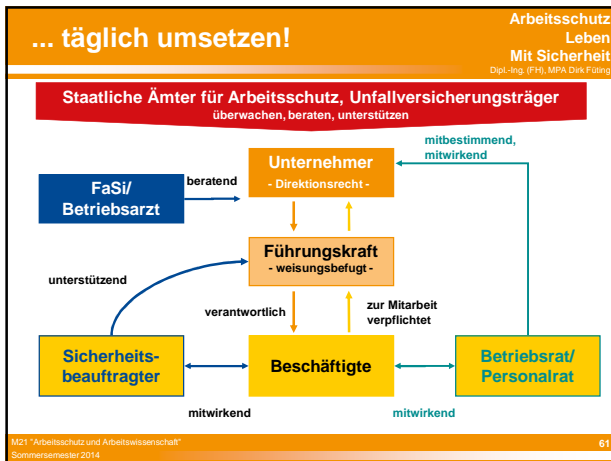 ... täglich umsetzen!
Arbeitsschutz
Leben
Mit Sicherheit
Dipl.-Ing. (FH), MPA Dirk Füting
Staatliche Ämter für Arbeitsschutz, Unfallversicherungsträger
überwachen, beraten, unterstützen
mitbestimmend,
mitwirkend
Unternehmer
- Direktionsrecht -
FaSi/
Betriebsarzt
beratend
Führungskraft
- weisungsbefugt -
unterstützend
verantwortlich
zur Mitarbeit
verpflichtet
Sicherheits-
beauftragter
Beschäftigte
Betriebsrat/
Personalrat
mitwirkend
mitwirkend
M21 "Arbeitsschutz und Arbeitswissenschaft"
Sommersemester 2014
61